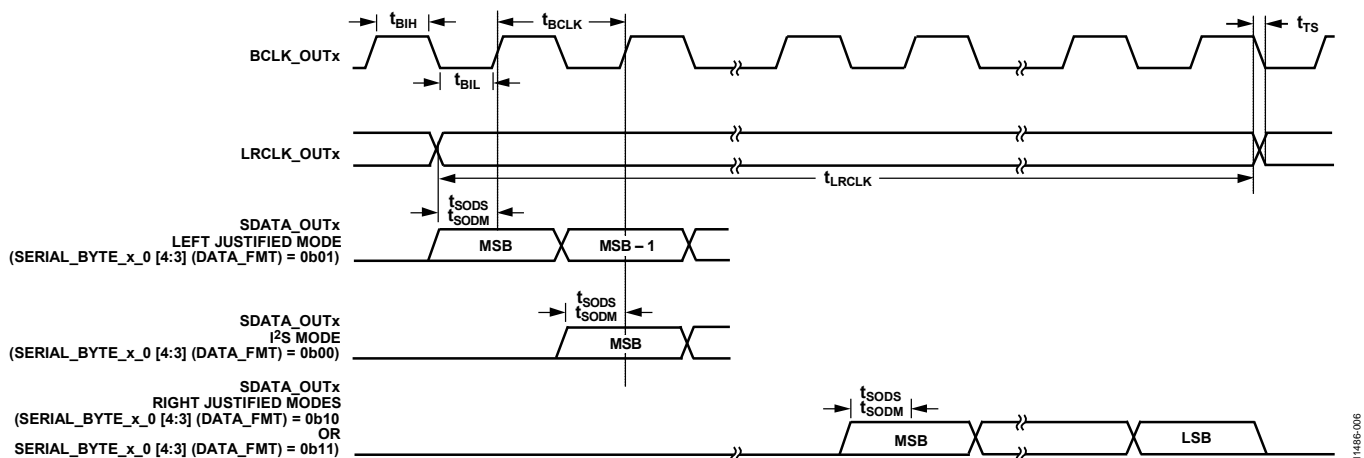 tBIH
tBCLK
tTS
BCLK_OUTx
tBIL
LRCLK_OUTx
tLRCLK
tSODS
tSODM
SDATA_OUTx
LEFT JUSTIFIED MODE
(SERIAL_BYTE_x_0 [4:3] (DATA_FMT) = 0b01)
MSB
MSB – 1
tSODS
tSODM
SDATA_OUTx
I2S MODE
(SERIAL_BYTE_x_0 [4:3] (DATA_FMT) = 0b00)
MSB
SDATA_OUTx
RIGHT JUSTIFIED MODES
(SERIAL_BYTE_x_0 [4:3] (DATA_FMT) = 0b10
OR
SERIAL_BYTE_x_0 [4:3] (DATA_FMT) = 0b11)
tSODS
tSODM
MSB
LSB
11486-006